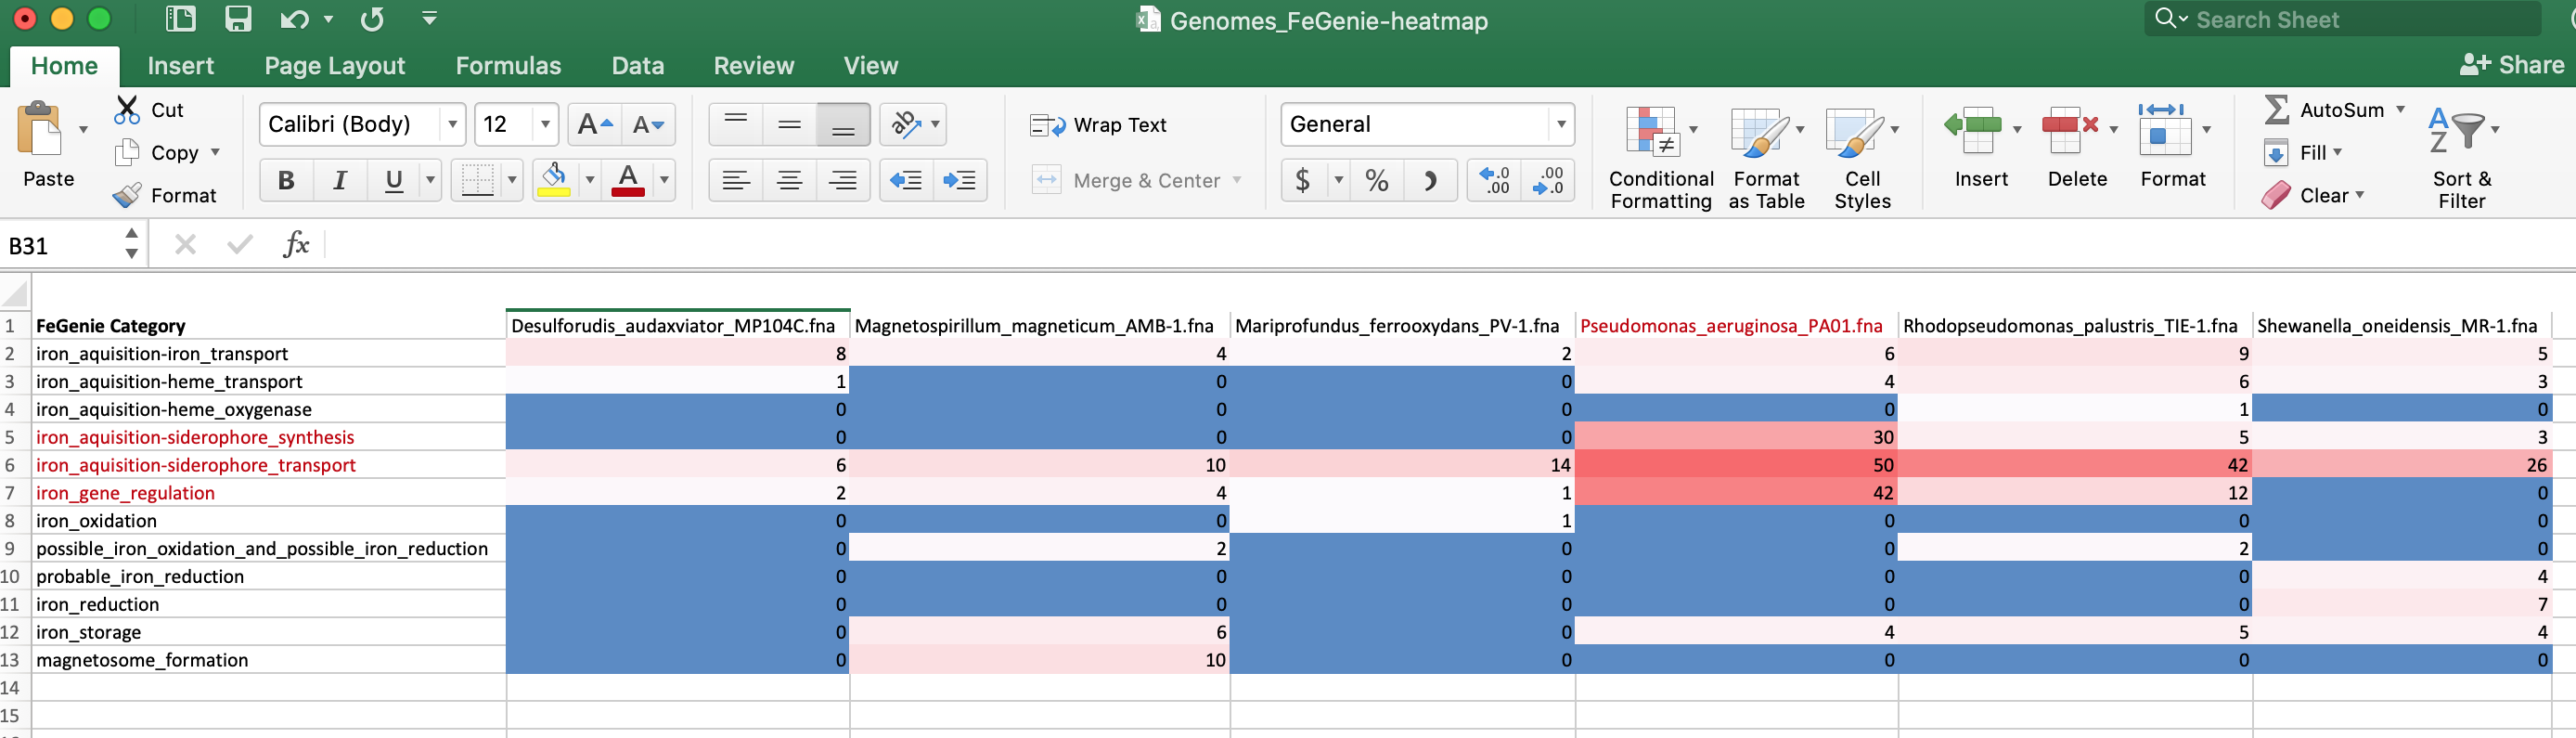 Genomes_FeGenie-heatmap
Search Sheet
Home Insert Page Layout Formulas Data Review View
Share
Paste
Cut
Copy
Format
Calibri (Body) 12
A A
B I U
A
ab
Wrap Text
Merge & Center
General
$ %
.0 .00
.00 .0
Conditional Formatting
Format as Table
Cell Styles
Insert
Delete
Format
AutoSum
Fill
Clear
A Z
Sort & Filter
B31 fx
1 FeGenie Category Desulforudis_audaxviator_MP104C.fna Magnetospirillum_magneticum_AMB-1.fna Mariprofundus_ferrooxydans_PV-1.fna Pseudomonas_aeruginosa_PA01.fna Rhodopseudomonas_palustris_TIE-1.fna Shewanella_oneidensis_MR-1.fna
2 iron_aquisition-iron_transport 8 4 2 6 9 5
3 iron_aquisition-heme_transport 1 0 0 4 6 3
4 iron_aquisition-heme_oxygenase 0 0 0 0 1 0
5 iron_aquisition-siderophore_synthesis 0 0 0 30 5 3
6 iron_aquisition-siderophore_transport 6 10 14 50 42 26
7 iron_gene_regulation 2 4 1 42 12 0
8 iron_oxidation 0 0 1 0 0 0
9 possible_iron_oxidation_and_possible_iron_reduction 0 2 0 0 2 0
10 probable_iron_reduction 0 0 0 0 0 4
11 iron_reduction 0 0 0 0 0 7
12 iron_storage 0 6 0 4 5 4
13 magnetosome_formation 0 10 0 0 0 0
14
15